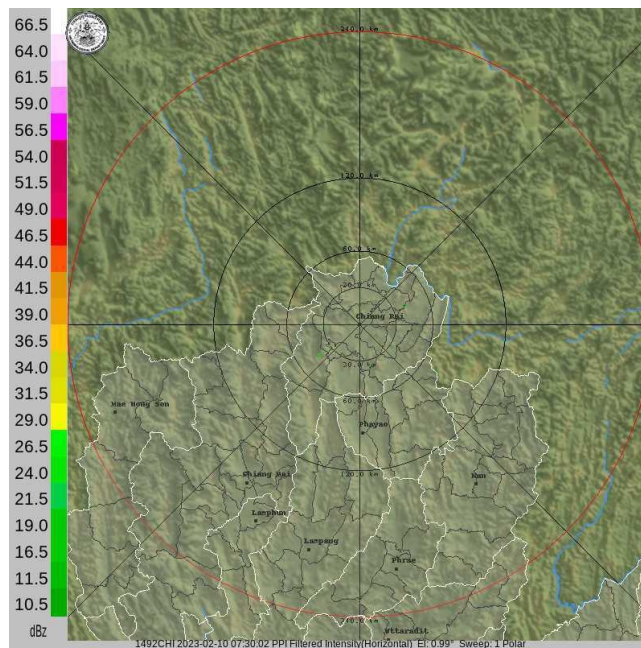 66.5
64.0
61.5
59.0
56.5
54.0
51.5
49.0
46.5
44.0
41.5
39.0
36.5
34.0
31.5
29.0
26.5
24.0
21.5
19.0
16.5
11.5
10.5
dBz
240.0 km
120.0 km
60.0 km
Chiang Rai
30.0 km
60.0 km
Mae Hong Son
Phayao
120.0 km
Chiang Mai
Nan
Lamphun
Lampang
Phrae
240.0 km
Uttaradit
1492CHI 2023-02-10 07:30:02 PPI Filtered Intensity(Horizontal) El: 0.99° Sweep: 1 Polar